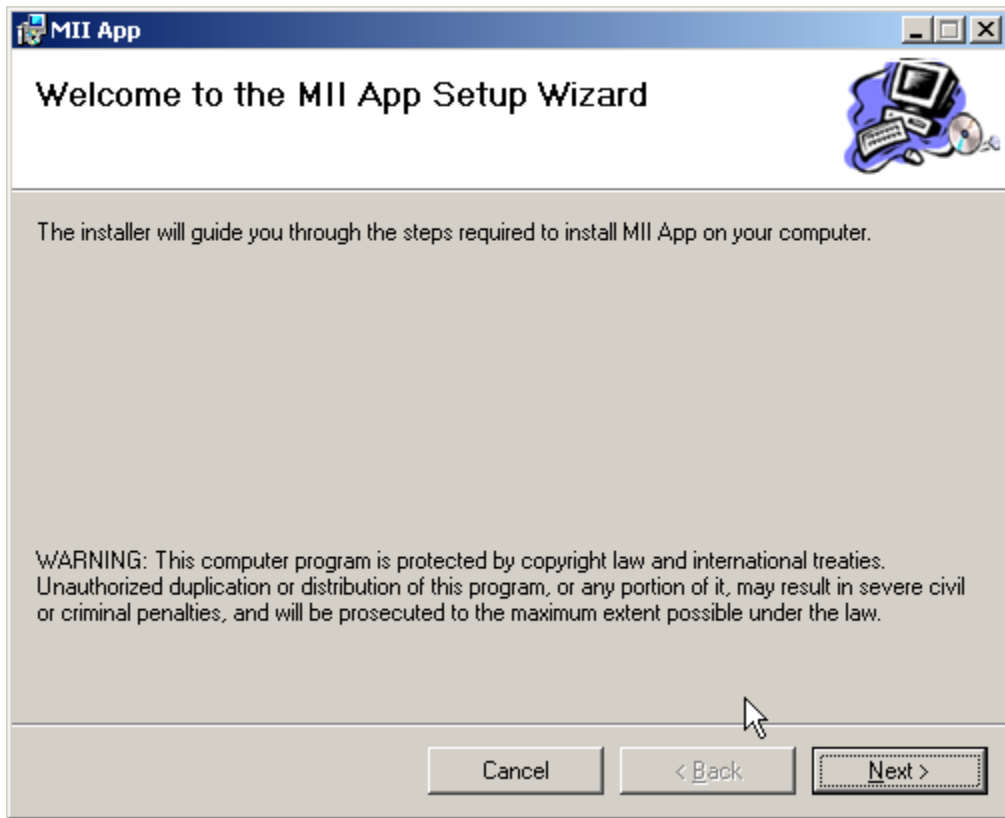 MII App
Welcome to the MII App Setup Wizard
The installer will guide you through the steps required to install MII App on your computer.
WARNING: This computer program is protected by copyright law and international treaties.
Unauthorized duplication or distribution of this program, or any portion of it, may result in severe civil
or criminal penalties, and will be prosecuted to the maximum extent possible under the law.
Cancel
< Back
Next >